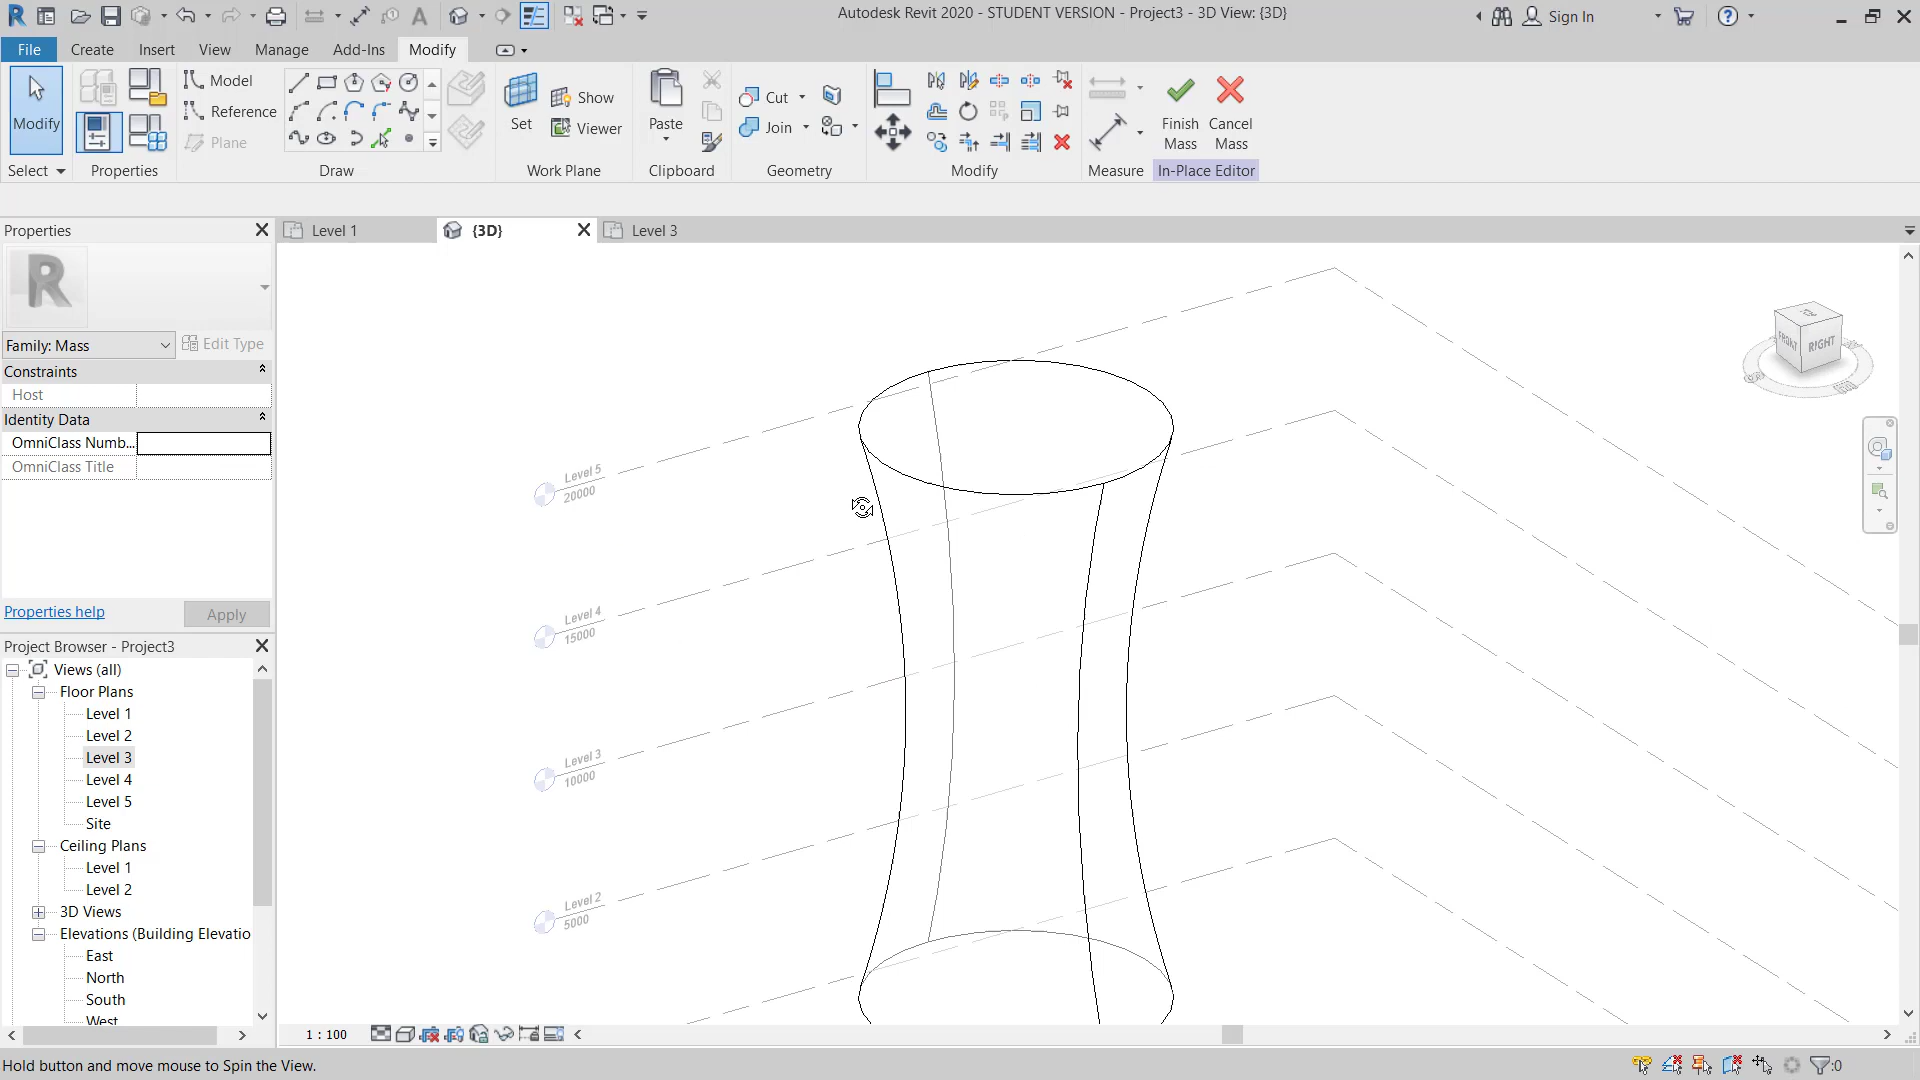 Autodesk Revit 2020 - STUDENT VERSION - Project3 - 3D View: {3D}
Sign In
File
Create
Insert
View
Manage
Add-Ins
Modify
Modify
Model
Reference
Plane
Set
Show
Viewer
Paste
Cut
Join
Finish
Mass
Cancel
Mass
Select
Properties
Draw
Work Plane
Clipboard
Geometry
Modify
Measure
In-Place Editor
Properties
Level 1
{3D}
Level 3
R
Family: Mass
Edit Type
Constraints
Host
Identity Data
OmniClass Numb...
OmniClass Title
Properties help
Apply
Project Browser - Project3
Views (all)
Floor Plans
Level 1
Level 2
Level 3
Level 4
Level 5
Site
Ceiling Plans
Level 1
Level 2
3D Views
Elevations (Building Elevatio
East
North
South
West
Level 5
20000
Level 4
15000
Level 3
10000
Level 2
5000
TOP
FRONT
RIGHT
1 : 100
Hold button and move mouse to Spin the View.
:0